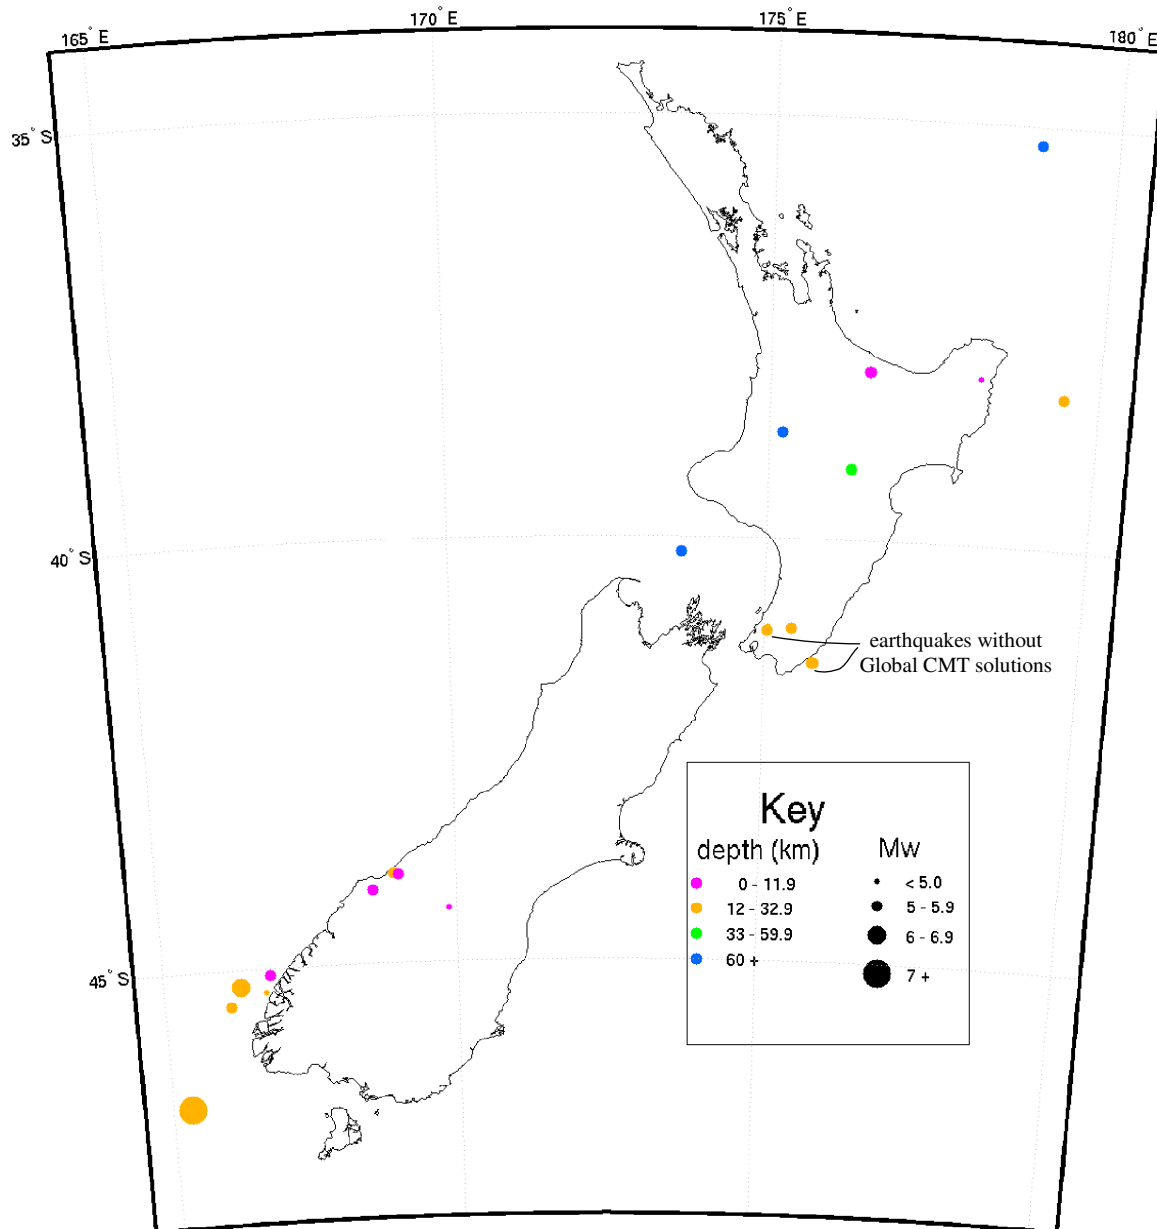 165° E
170° E
175° E
180° E
35° S
40° S
45° S
earthquakes without
Global CMT solutions
Key
depth (km)
Mw
0 - 11.9
< 5.0
12 - 32.9
5 - 5.9
33 - 59.9
6 - 6.9
60 +
7 +